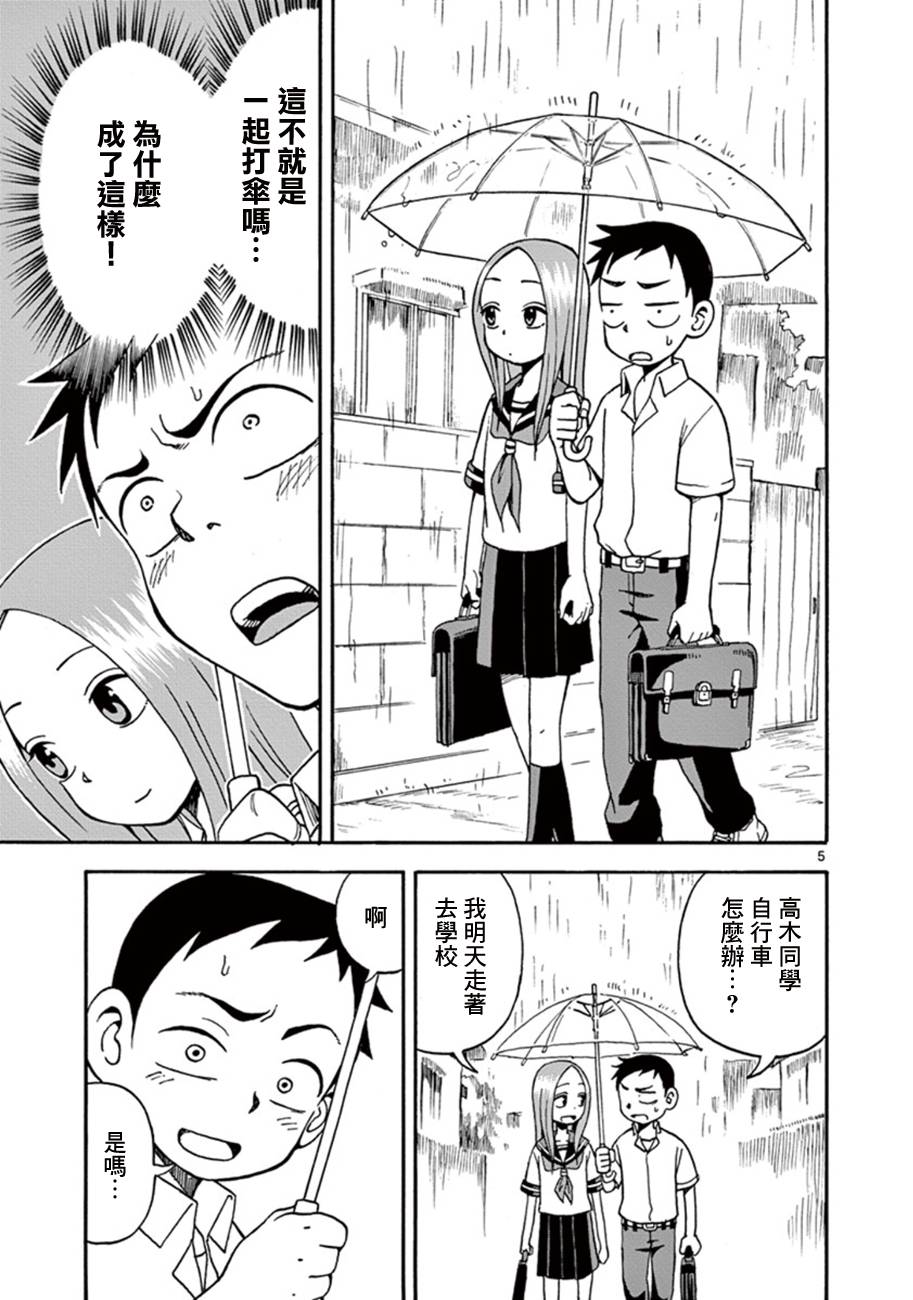 這不就是
一起打傘嗎…
為什麼
成了這樣！
5
高木同學
自行車
怎麼辦…?
我明天走著
去學校
啊
是嗎…